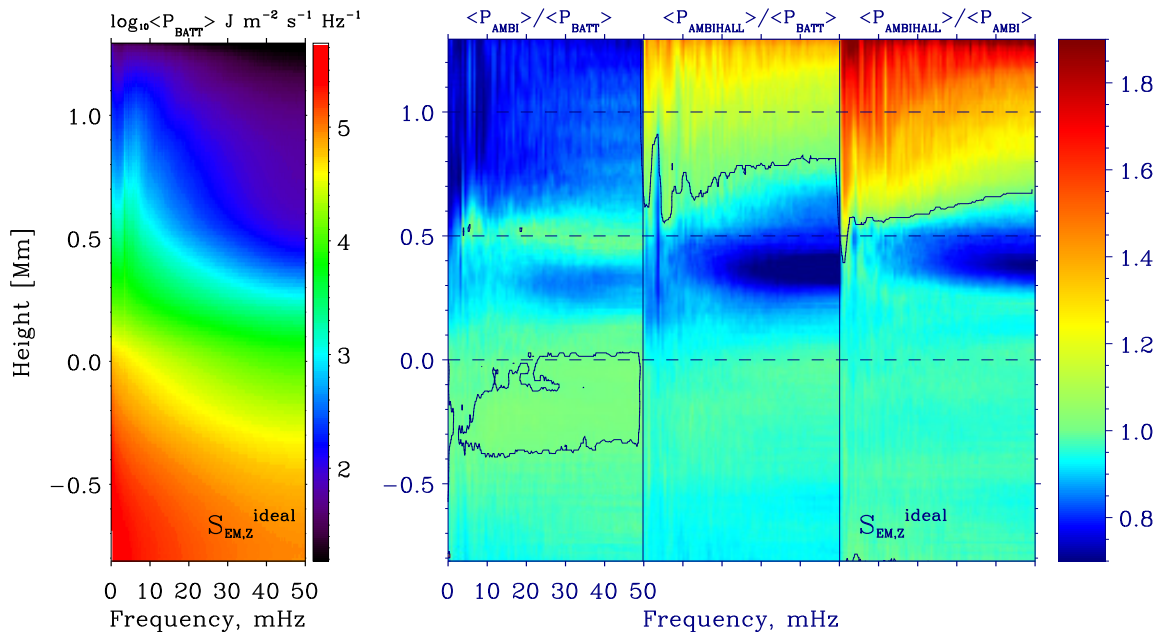 log₁₀<P_BATT> J m⁻² s⁻¹ Hz⁻¹
<P_AMBI>/<P_BATT>
<P_AMBIHALL>/<P_BATT>
<P_AMBIHALL>/<P_AMBI>
Height [Mm]
1.0
0.5
0.0
−0.5
S_EM,Z^ideal
0 10 20 30 40 50
Frequency, mHz
5
4
3
2
1.0
0.5
0.0
−0.5
S_EM,Z^ideal
0 10 20 30 40 50
Frequency, mHz
1.8
1.6
1.4
1.2
1.0
0.8